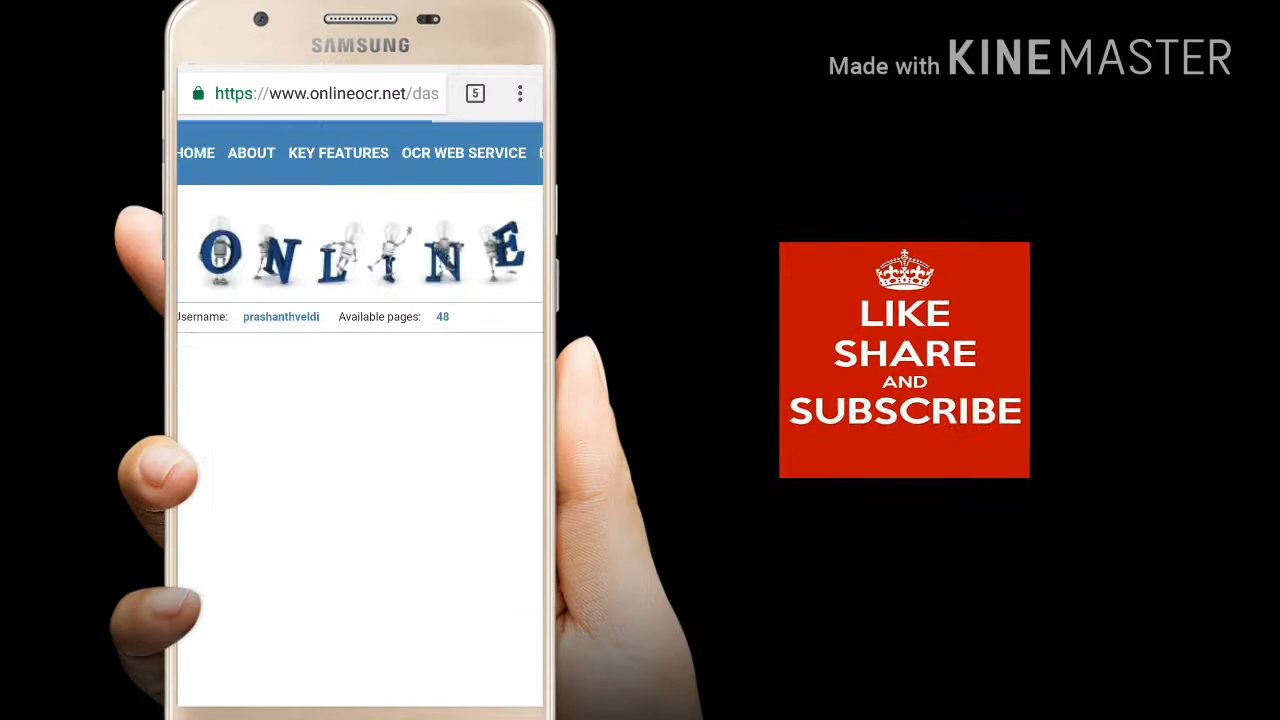 Made with KINEMASTER
SAMSUNG
https://www.onlineocr.net/das
5
HOME ABOUT KEY FEATURES OCR WEB SERVICE
ONLINE
Username: prashanthveldi Available pages: 48
LIKE
SHARE
AND
SUBSCRIBE